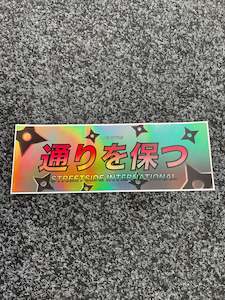 通りを保つ
STREETSIDE INTERNATIONAL